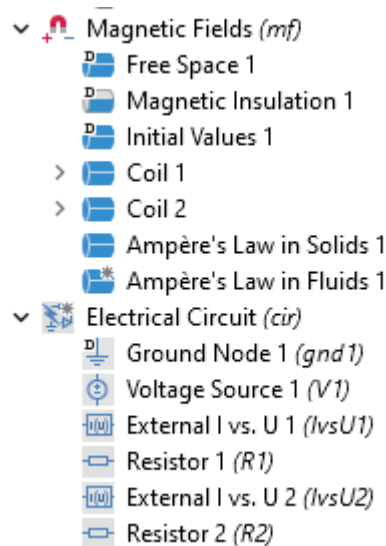 Magnetic Fields (mf)
D Free Space 1
D Magnetic Insulation 1
D Initial Values 1
Coil 1
Coil 2
Ampère's Law in Solids 1
Ampère's Law in Fluids 1
Electrical Circuit (cir)
D Ground Node 1 (gnd1)
Voltage Source 1 (V1)
I(U) External I vs. U 1 (IvsU1)
Resistor 1 (R1)
I(U) External I vs. U 2 (IvsU2)
Resistor 2 (R2)